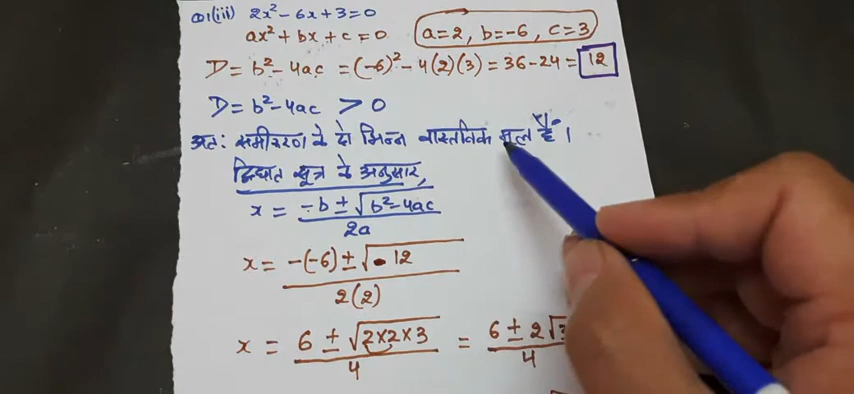 Q1(iii) 2x² - 6x + 3 = 0
ax² + bx + c = 0 a=2, b=-6, c=3
D = b² - 4ac = (-6)² - 4(2)(3) = 36 - 24 = 12
D = b² - 4ac > 0
अतः समीकरण के दो भिन्न वास्तविक मूल हैं।
द्विघात सूत्र के अनुसार,
x = -b ± √b² - 4ac / 2a
x = -(-6) ± √12 / 2(2)
x = 6 ± √2×2×3 / 4 = 6 ± 2√3 / 4